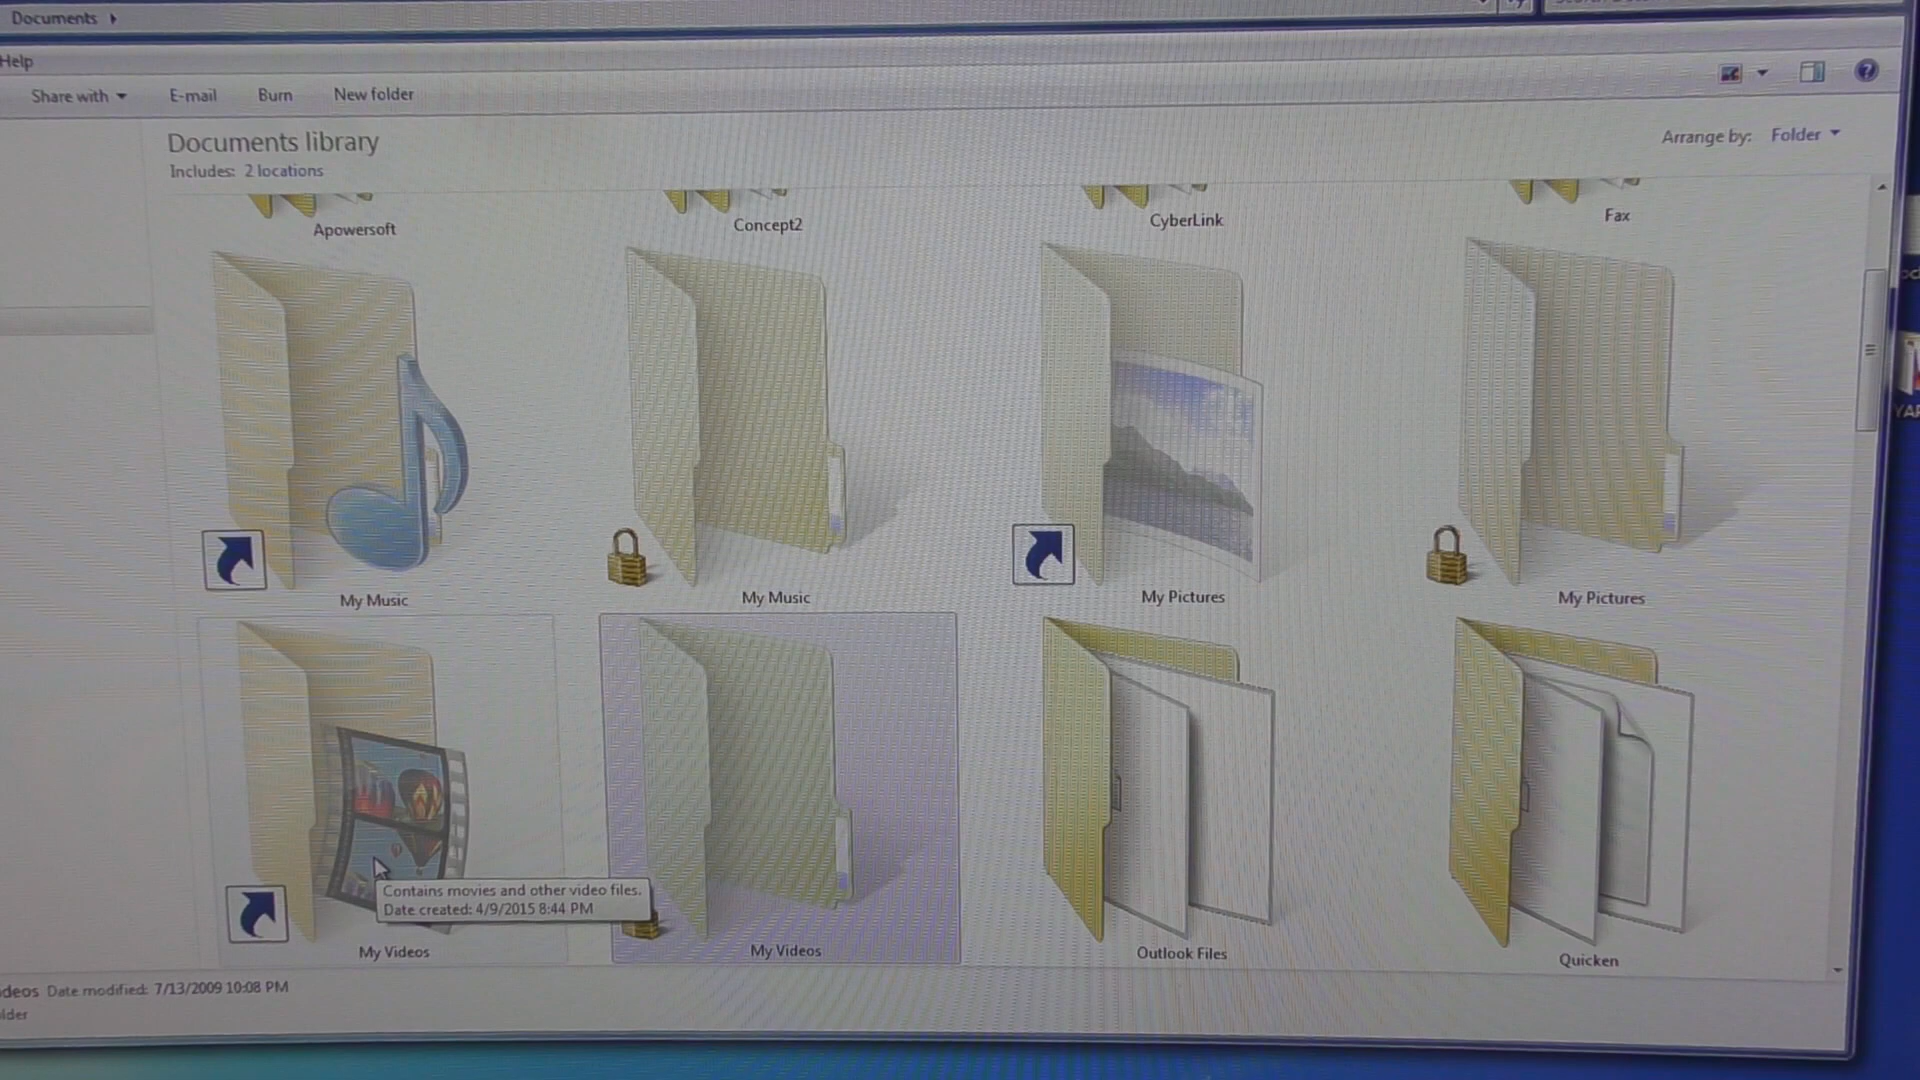 Documents
Help
Share with
E-mail
Burn
New folder
Documents library
Includes: 2 locations
Arrange by: Folder
Apowersoft
Concept2
CyberLink
Fax
My Music
My Music
My Pictures
My Pictures
Contains movies and other video files.
Date created: 4/9/2015 8:44 PM
My Videos
My Videos
Outlook Files
Quicken
deos Date modified: 7/13/2009 10:08 PM
lder